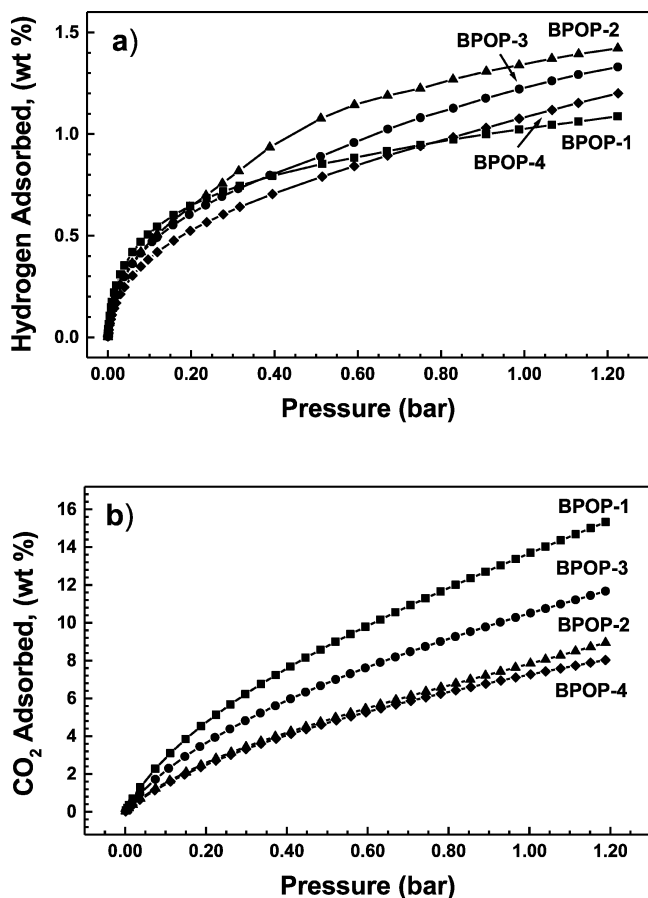 a)
BPOP-2
BPOP-3
BPOP-4
BPOP-1
Hydrogen Adsorbed, (wt %)
1.5
1.0
0.5
0.0
0.00 0.20 0.40 0.60 0.80 1.00 1.20
Pressure (bar)
b)
BPOP-1
BPOP-3
BPOP-2
BPOP-4
CO₂ Adsorbed, (wt %)
16
14
12
10
8
6
4
2
0
0.00 0.20 0.40 0.60 0.80 1.00 1.20
Pressure (bar)